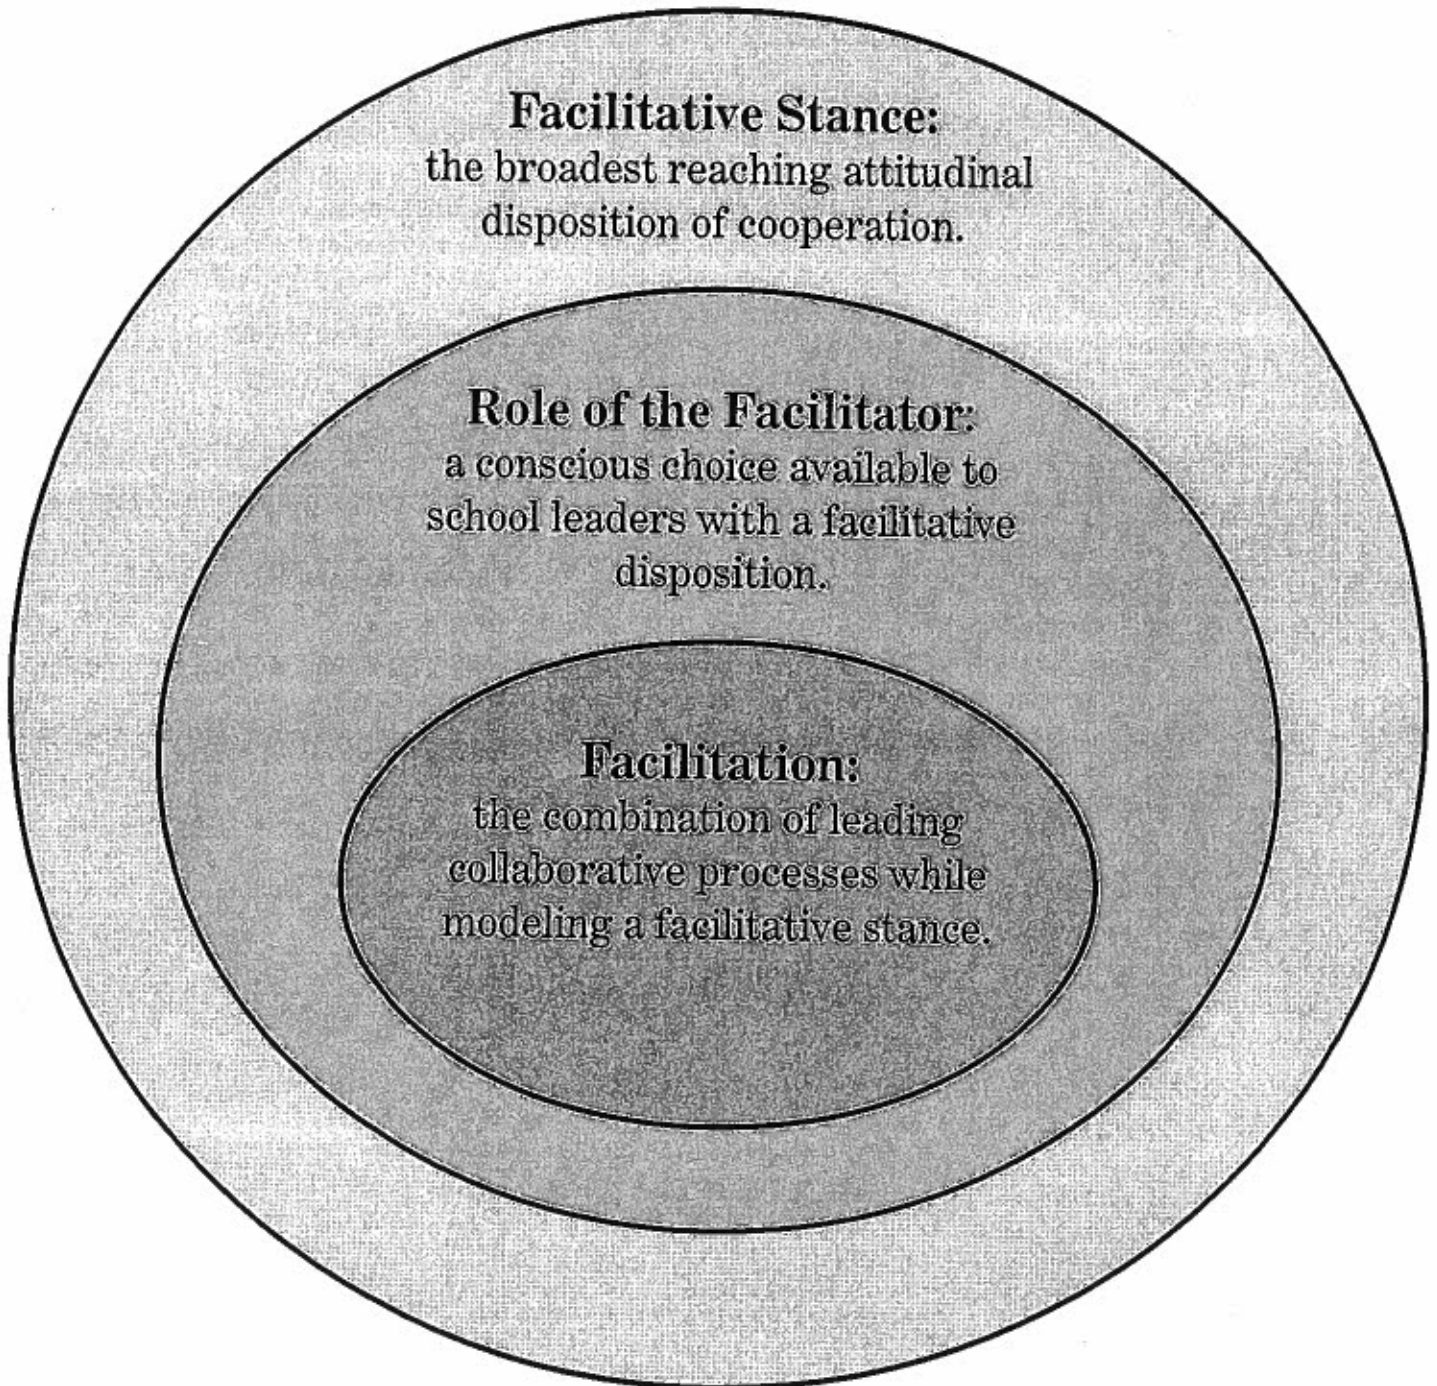 Facilitative Stance:
the broadest reaching attitudinal
disposition of cooperation.
Role of the Facilitator:
a conscious choice available to
school leaders with a facilitative
disposition.
Facilitation:
the combination of leading
collaborative processes while
modeling a facilitative stance.